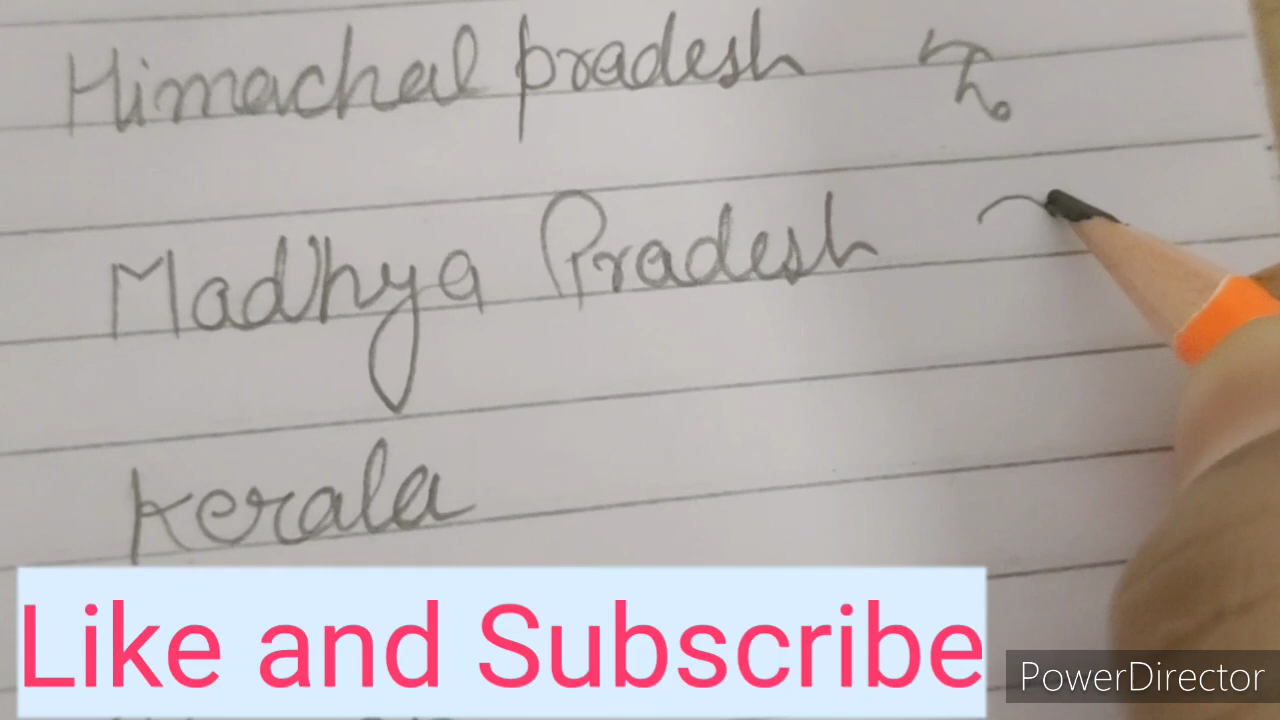 Himachal pradesh
Madhya Pradesh
Kerala
Like and Subscribe
PowerDirector